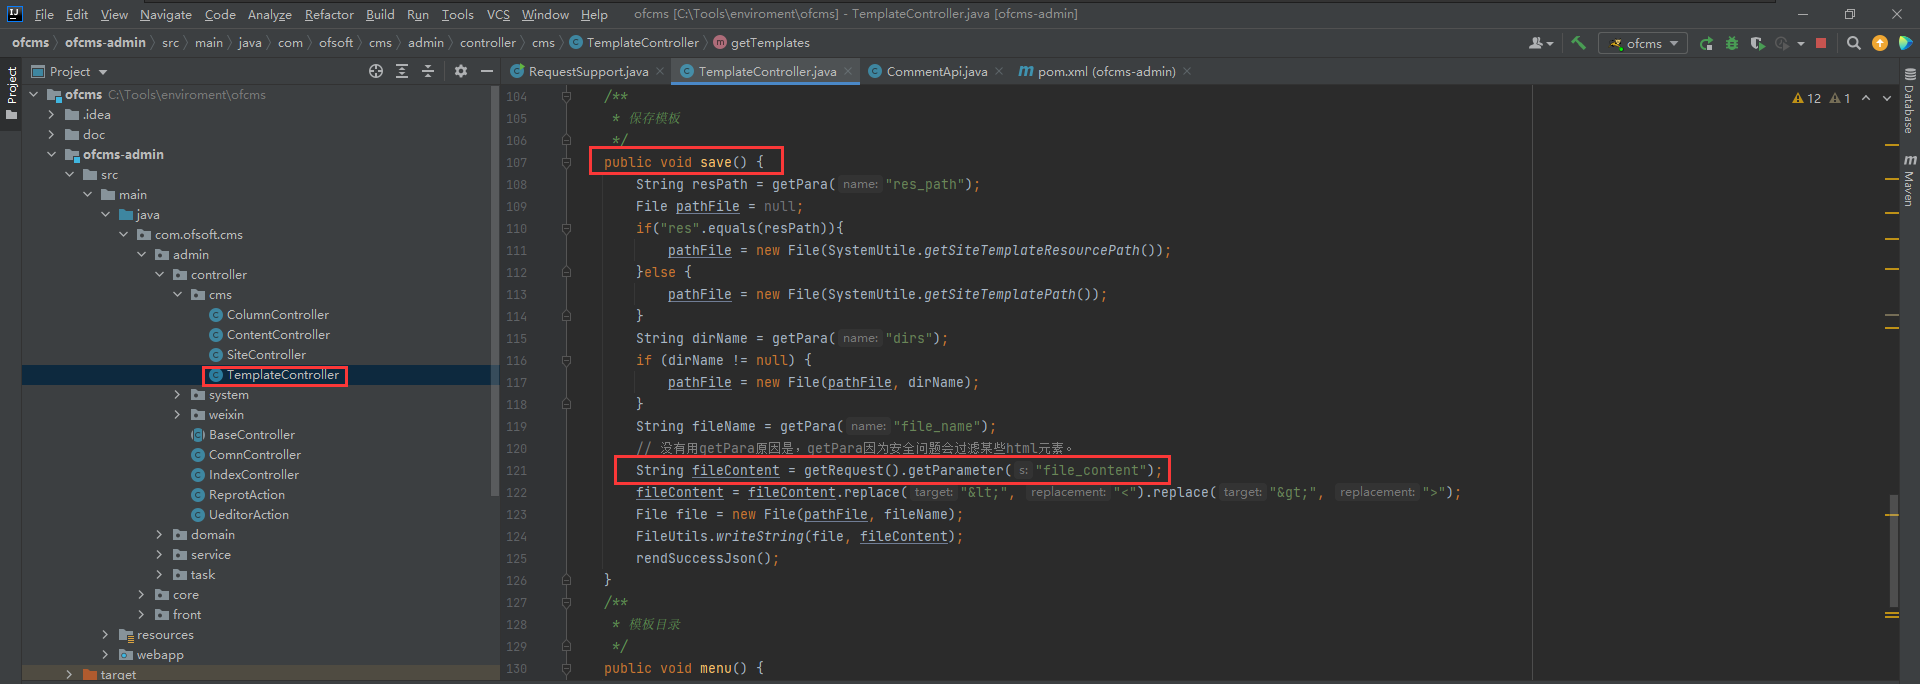 File Edit View Navigate Code Analyze Refactor Build Run Tools VCS Window Help ofcms [C:\Tools\enviroment\ofcms] - TemplateController.java [ofcms-admin]
ofcms ofcms-admin src main java com ofsoft cms admin controller cms TemplateController getTemplates ofcms
Project
Project
RequestSupport.java TemplateController.java CommentApi.java pom.xml (ofcms-admin)
ofcms C:\Tools\enviroment\ofcms
.idea
doc
ofcms-admin
src
main
java
com.ofsoft.cms
admin
controller
cms
ColumnController
ContentController
SiteController
TemplateController
system
weixin
BaseController
ComnController
IndexController
ReprotAction
UeditorAction
domain
service
task
core
front
resources
webapp
target
12 1
104 /**
105 * 保存模板
106 */
107 public void save() {
108 String resPath = getPara( name: "res_path");
109 File pathFile = null;
110 if("res".equals(resPath)){
111 pathFile = new File(SystemUtile.getSiteTemplateResourcePath());
112 }else {
113 pathFile = new File(SystemUtile.getSiteTemplatePath());
114 }
115 String dirName = getPara( name: "dirs");
116 if (dirName != null) {
117 pathFile = new File(pathFile, dirName);
118 }
119 String fileName = getPara( name: "file_name");
120 // 没有用getPara原因是，getPara因为安全问题会过滤某些html元素。
121 String fileContent = getRequest().getParameter( s: "file_content");
122 fileContent = fileContent.replace( target: "&lt;", replacement: "<").replace( target: "&gt;", replacement: ">");
123 File file = new File(pathFile, fileName);
124 FileUtils.writeString(file, fileContent);
125 rendSuccessJson();
126 }
127 /**
128 * 模板目录
129 */
130 public void menu() {
Database
Maven